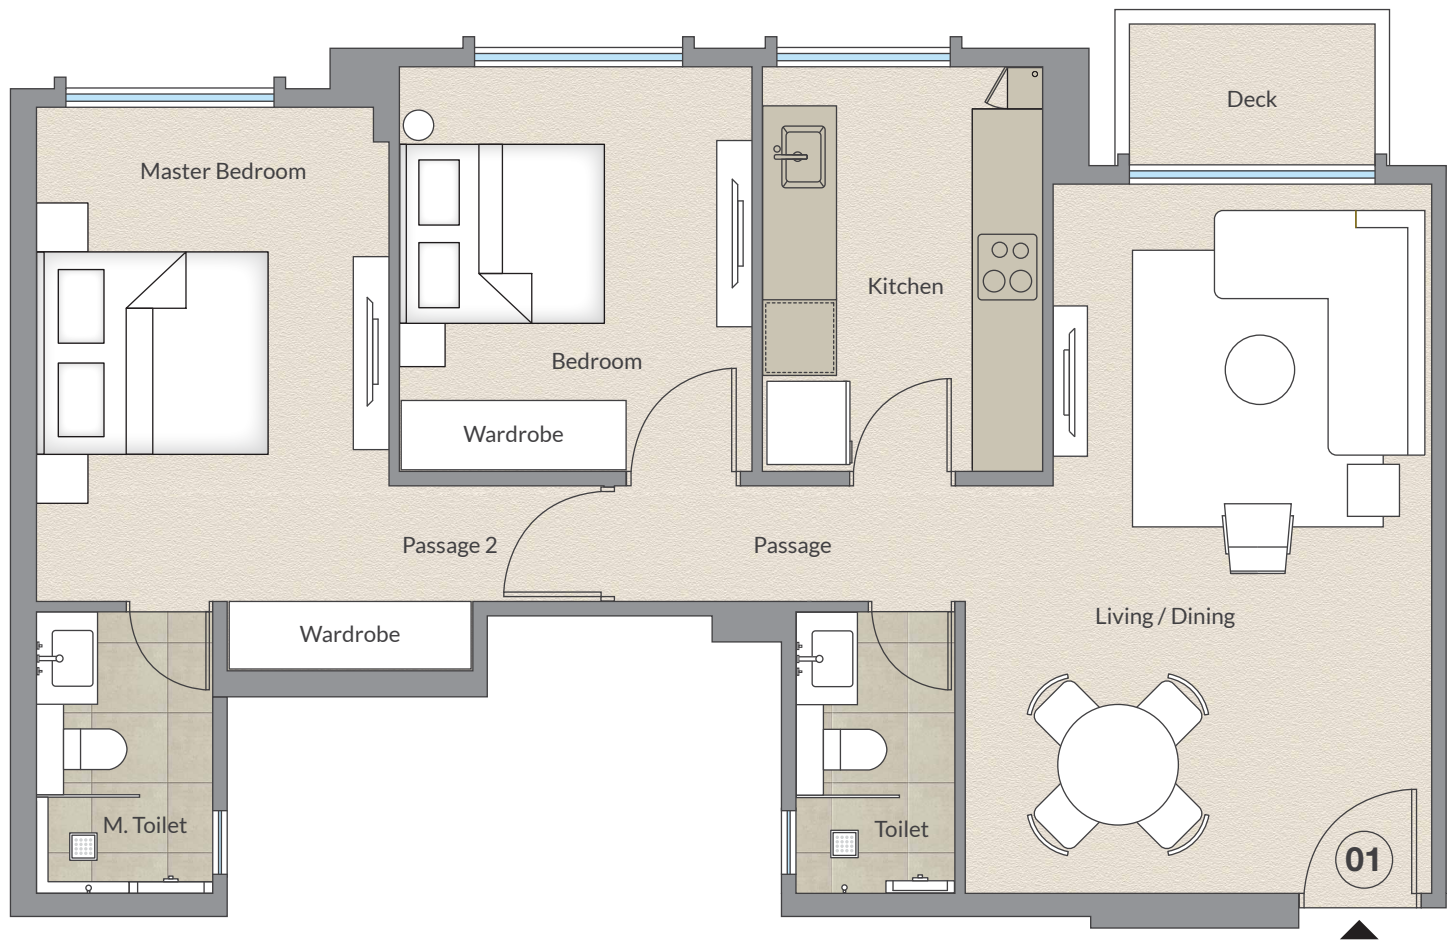 Deck
Master Bedroom
Kitchen
Bedroom
Wardrobe
Passage 2
Passage
Living / Dining
Wardrobe
M. Toilet
Toilet
01